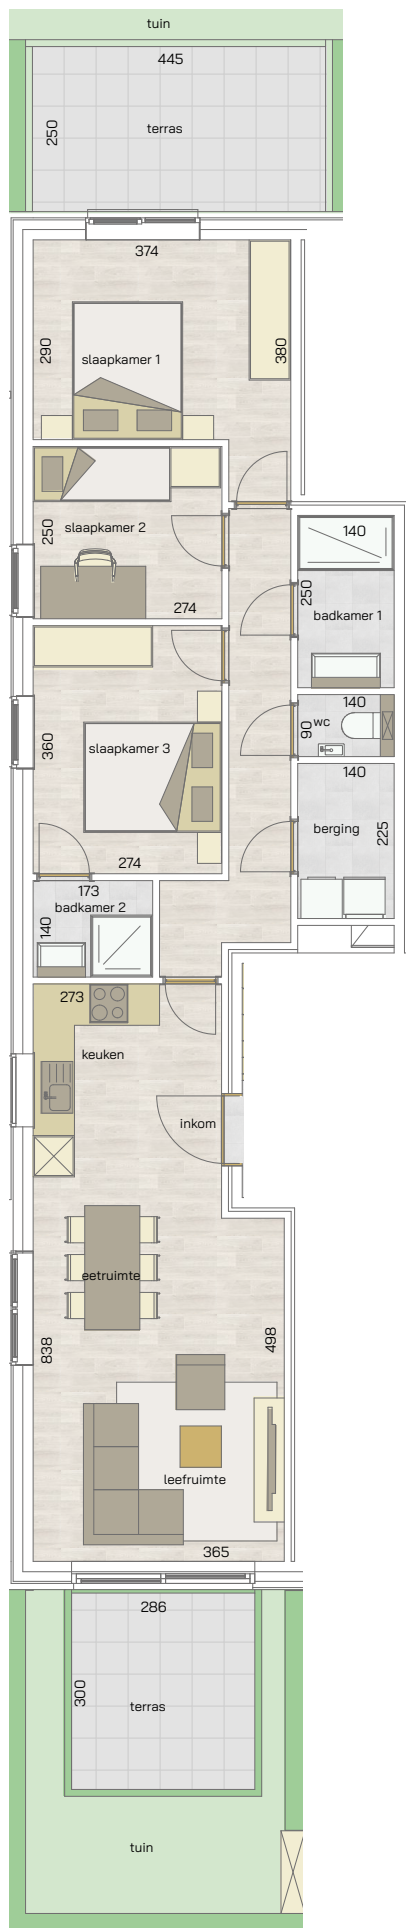 tuin
445
250
terras
374
290
slaapkamer 1
380
250
slaapkamer 2
274
140
250
badkamer 1
360
slaapkamer 3
274
140
90
wc
140
berging
225
173
badkamer 2
140
273
keuken
inkom
eetruimte
838
498
leefruimte
365
286
300
terras
tuin